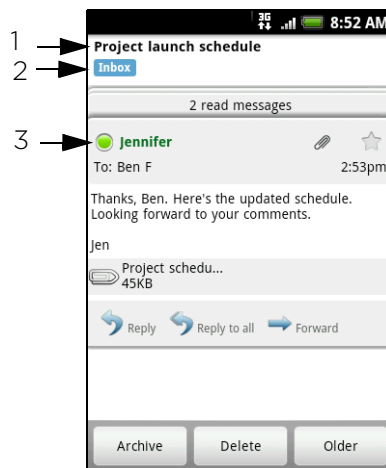 3G 8:52 AM
1 Project launch schedule
2 Inbox
2 read messages
3 Jennifer
To: Ben F 2:53pm
Thanks, Ben. Here's the updated schedule.
Looking forward to your comments.
Jen
Project schedu...
45KB
Reply Reply to all Forward
Archive Delete Older